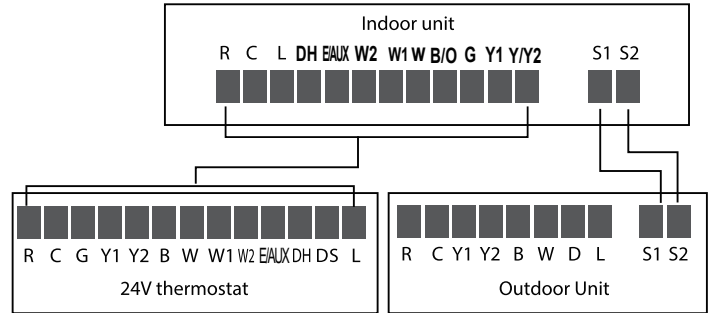 Indoor unit
R C L DH E/AUX W2 W1 W B/O G Y1 Y/Y2 S1 S2
R C G Y1 Y2 B W W1 W2 E/AUX DH DS L
R C Y1 Y2 B W D L S1 S2
24V thermostat
Outdoor Unit